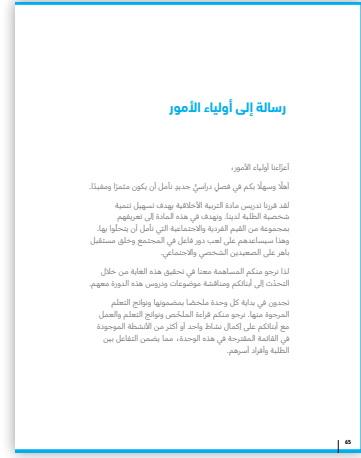 رسالة إلى أولياء الأمور
أعزّاءنا أولياء الأمور،
أهلًا وسهلًا بكم في فصل دراسيٍّ جديدٍ نأمل أن يكون مثمرًا ومفيدًا.
لقد قررنا تدريس مادة التربية الأخلاقية بهدف تسهيل تنمية
شخصية الطلبة لدينا. ونهدف في هذه المادة إلى تعريفهم
بمجموعة من القيم الفردية والاجتماعية التي نأمل أن يتحلّوا بها.
وهذا سيساعدهم على لعب دور فاعل في المجتمع وخلق مستقبل
باهر على الصعيدين الشخصي والاجتماعي.
لذا نرجو منكم المساهمة معنا في تحقيق هذه الغاية من خلال
التحدّث إلى أبنائكم ومناقشة موضوعات ودروس هذه الدورة معهم.
تجدون في بداية كل وحدة ملخصًا بمضمونها ونواتج التعلم
المرجوة منها. نرجو منكم قراءة الملخّص ونواتج التعلم والعمل
مع أبنائكم على إكمال نشاط واحد أو أكثر من الأنشطة الموجودة
في القائمة المقترحة في هذه الوحدة، مما يضمن التفاعل بين
الطلبة وأفراد أسرهم.
65